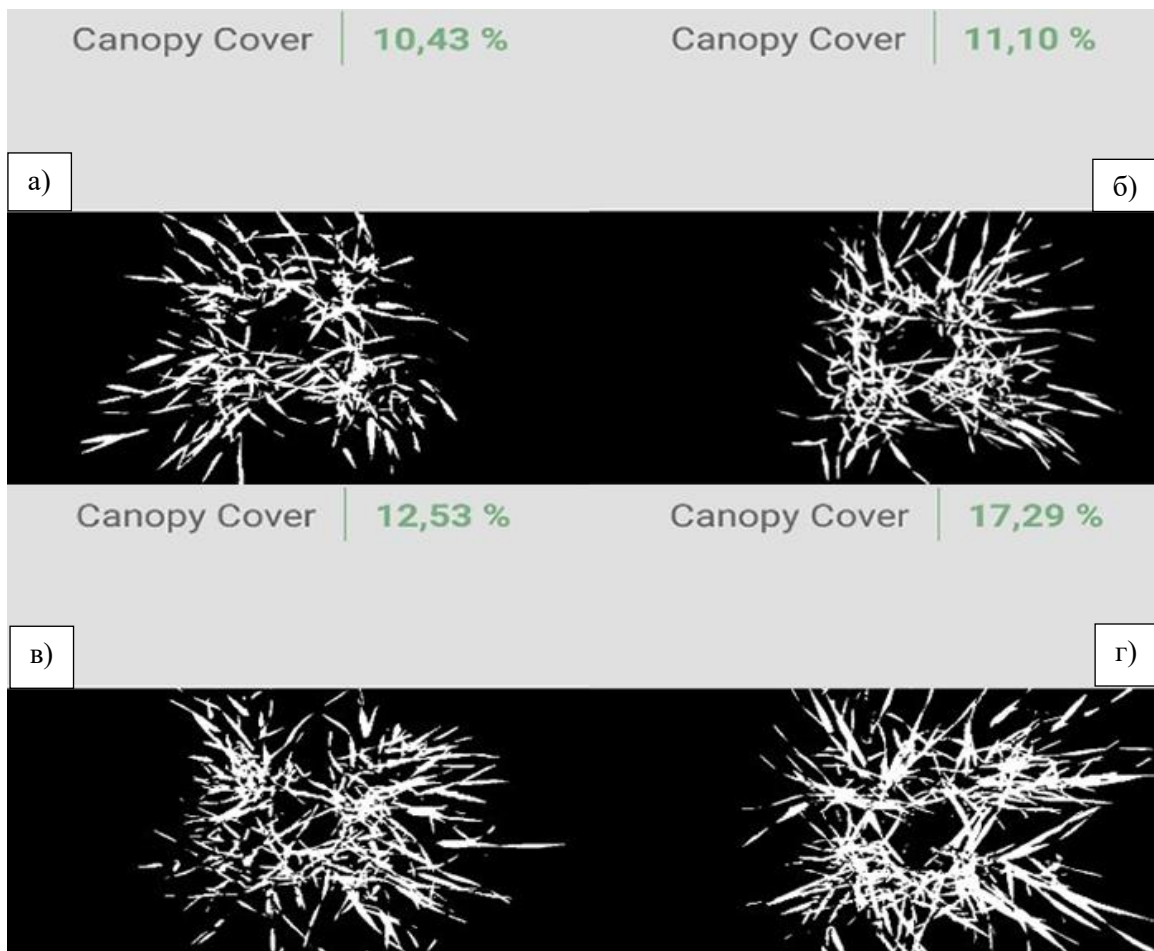 Canopy Cover 10,43 %
Canopy Cover 11,10 %
а)
б)
Canopy Cover 12,53 %
Canopy Cover 17,29 %
в)
г)